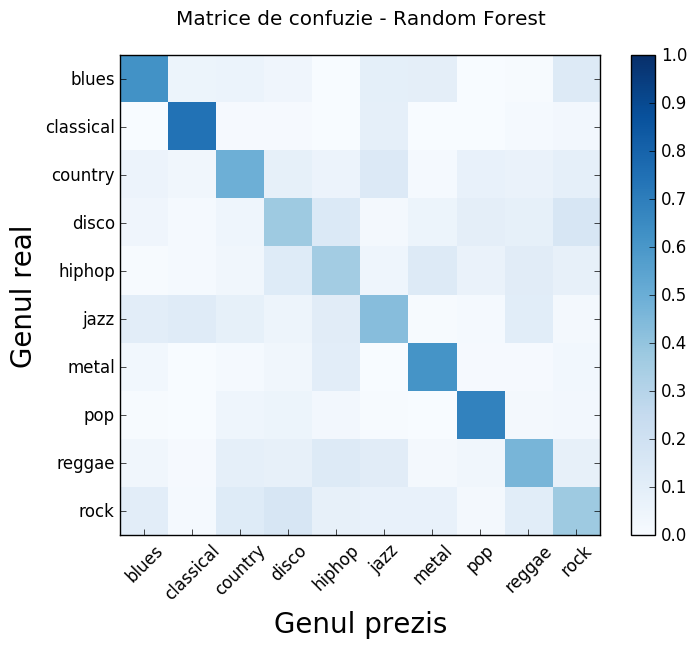 Matrice de confuzie - Random Forest
Genul real
blues
classical
country
disco
hiphop
jazz
metal
pop
reggae
rock
blues classical country disco hiphop jazz metal pop reggae rock
Genul prezis
1.0
0.9
0.8
0.7
0.6
0.5
0.4
0.3
0.2
0.1
0.0